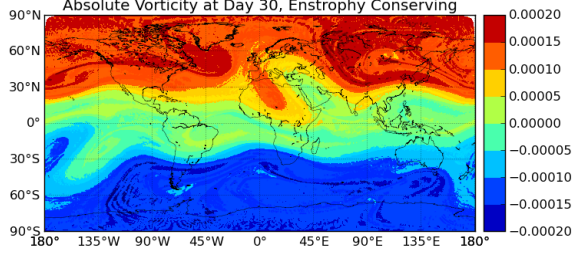 Absolute Vorticity at Day 30, Enstrophy Conserving
90°N
60°N
30°N
0°
30°S
60°S
90°S
180° 135°W 90°W 45°W 0° 45°E 90°E 135°E 180°
0.00020
0.00015
0.00010
0.00005
0.00000
−0.00005
−0.00010
−0.00015
−0.00020